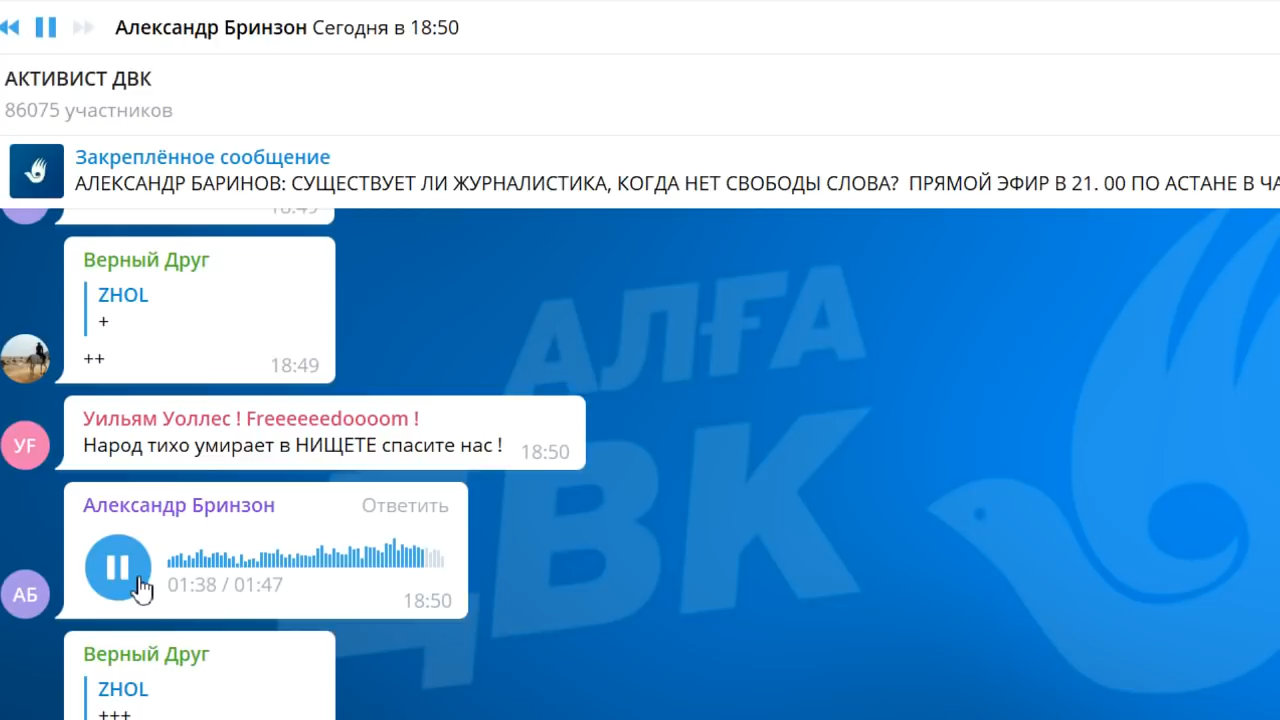 Александр Бринзон Сегодня в 18:50
АКТИВИСТ ДВК
86075 участников
Закреплённое сообщение
АЛЕКСАНДР БАРИНОВ: СУЩЕСТВУЕТ ЛИ ЖУРНАЛИСТИКА, КОГДА НЕТ СВОБОДЫ СЛОВА? ПРЯМОЙ ЭФИР В 21. 00 ПО АСТАНЕ В ЧА
18:49
Верный Друг
ZHOL
+
++
18:49
Уильям Уоллес ! Freeeeeedoooom !
УF
Народ тихо умирает в НИЩЕТЕ спасите нас !
18:50
Александр Бринзон
Ответить
01:38 / 01:47
АБ
18:50
Верный Друг
ZHOL
+++
АЛҒА
ДВК